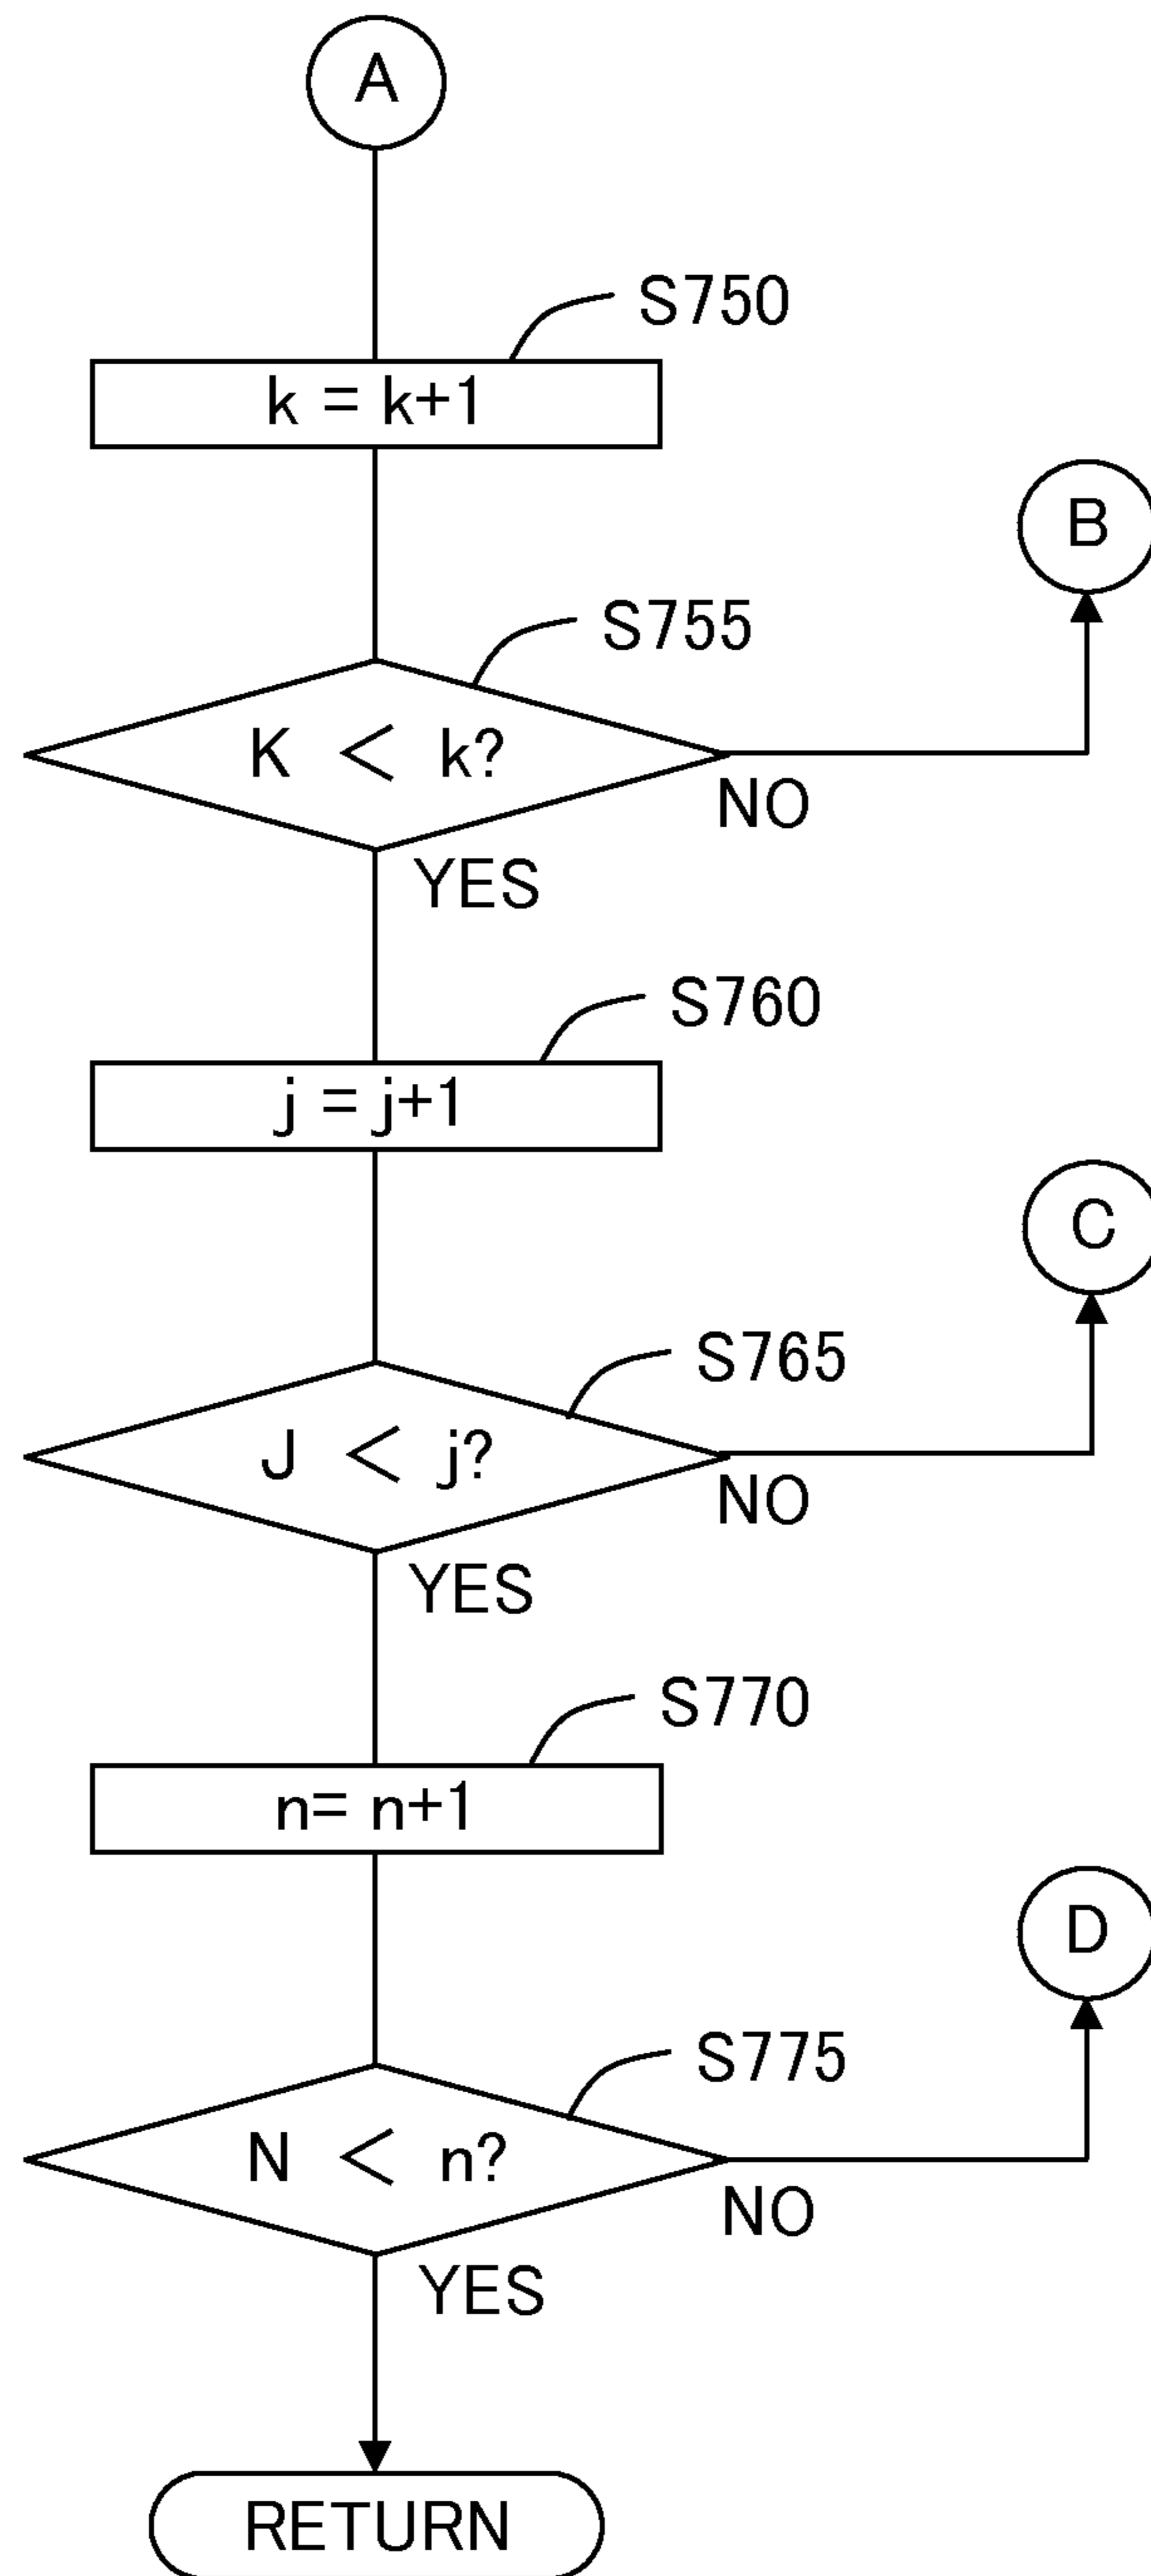 A
S750
k = k+1
B
S755
K < k?
NO
YES
S760
j = j+1
C
S765
J < j?
NO
YES
S770
n= n+1
D
S775
N < n?
NO
YES
RETURN